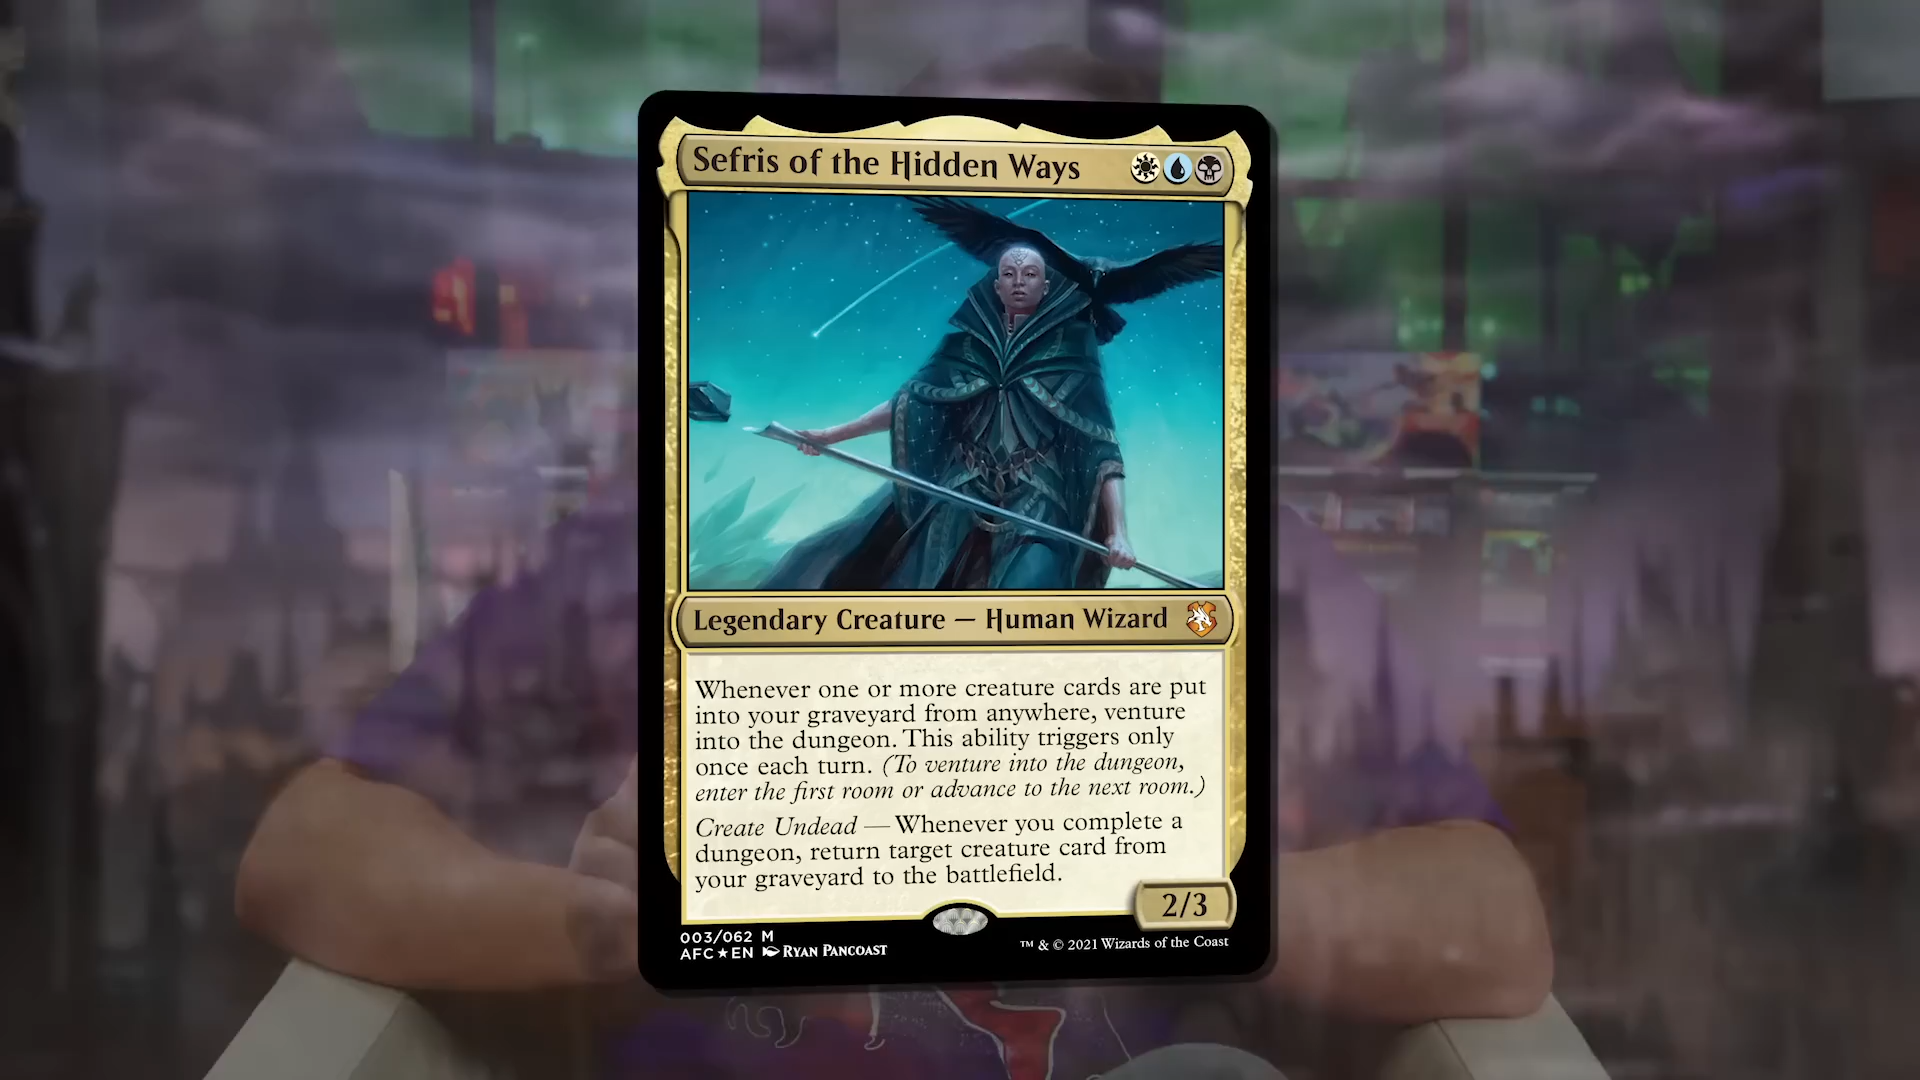 Sefris of the Hidden Ways
Legendary Creature — Human Wizard
Whenever one or more creature cards are put
into your graveyard from anywhere, venture
into the dungeon. This ability triggers only
once each turn. (To venture into the dungeon,
enter the first room or advance to the next room.)
Create Undead — Whenever you complete a
dungeon, return target creature card from
your graveyard to the battlefield.
2/3
003/062 M
AFC★EN Ryan Pancoast
™ & © 2021 Wizards of the Coast